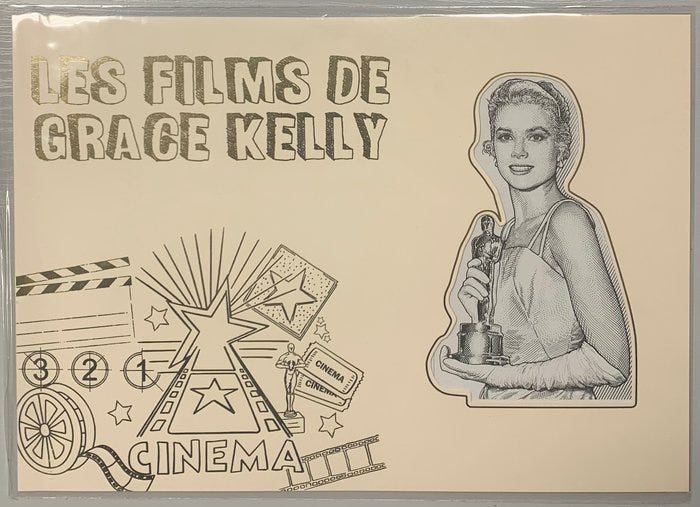 LES FILMS DE
GRACE KELLY
3 2 1
CINEMA
CINEMA
CINEMA